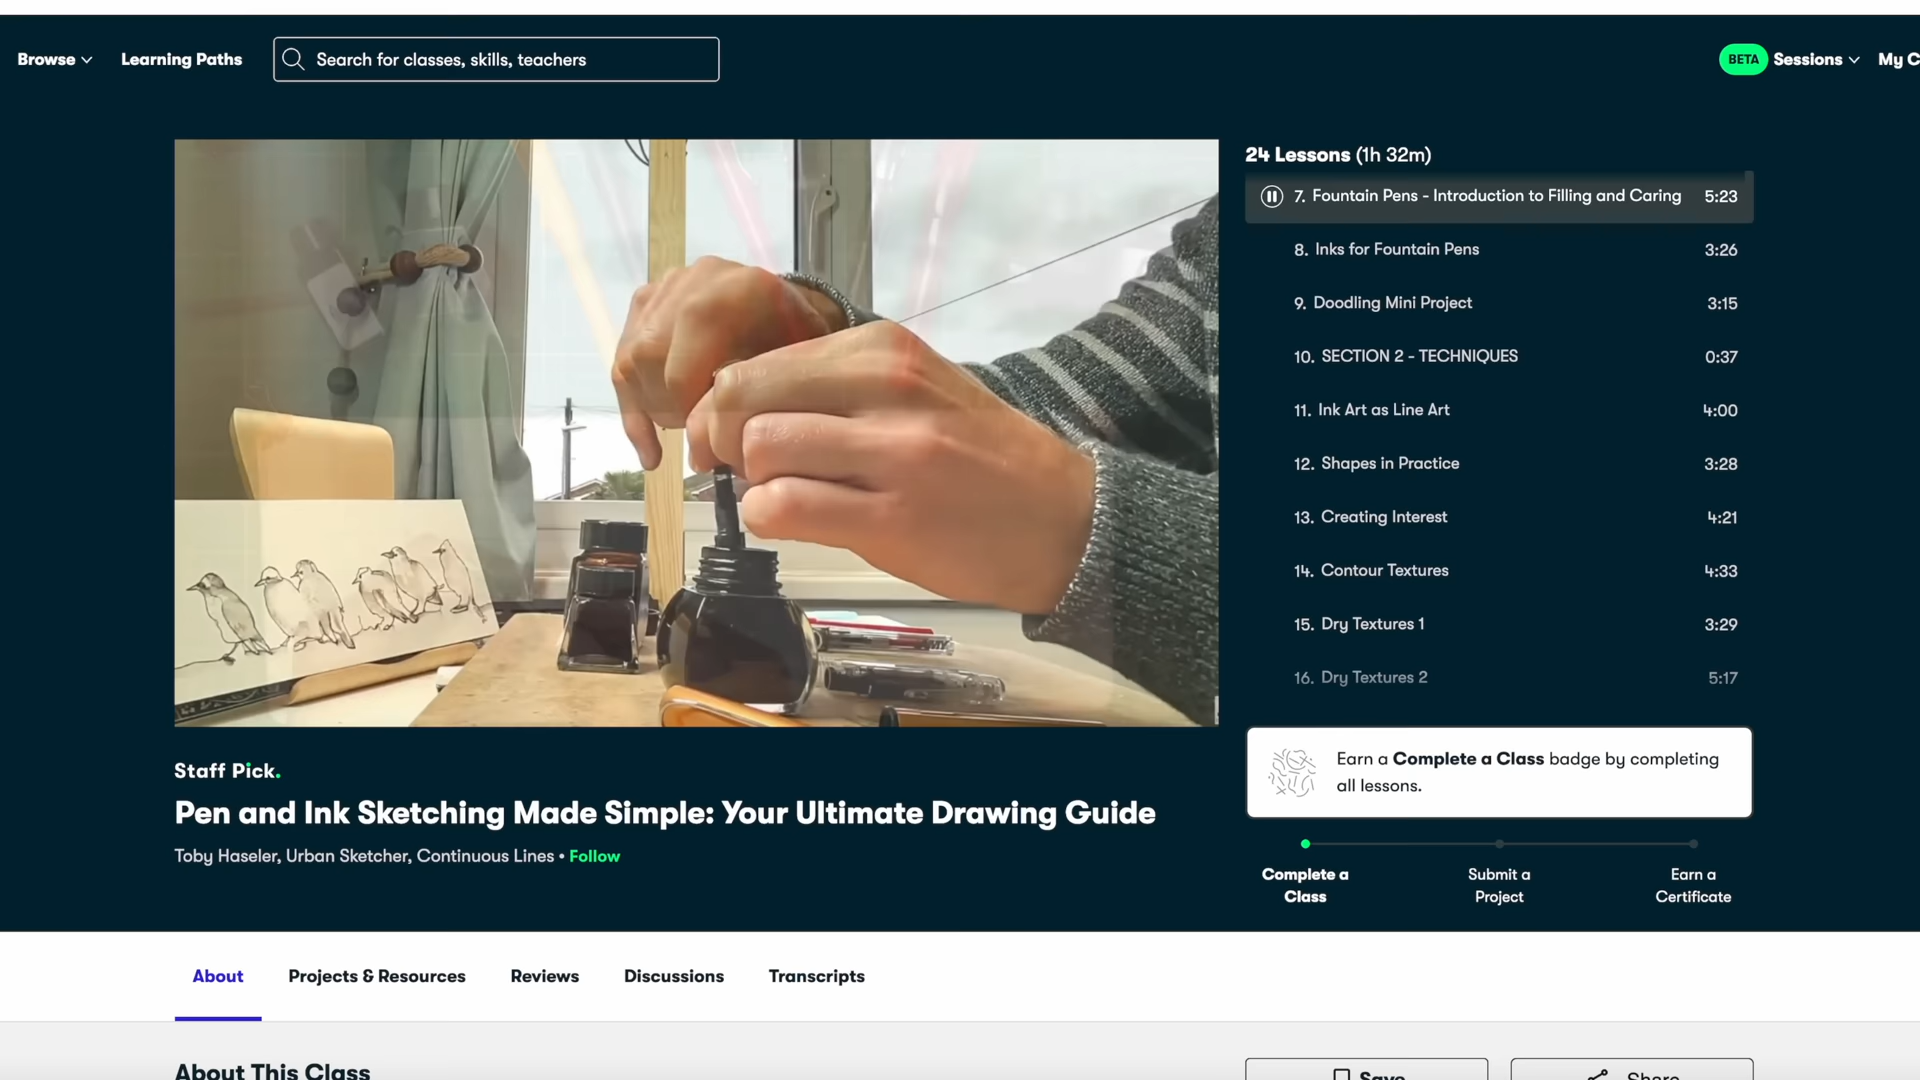 Browse
Learning Paths
Search for classes, skills, teachers
BETA
Sessions
My C
24 Lessons (1h 32m)
7. Fountain Pens - Introduction to Filling and Caring 5:23
8. Inks for Fountain Pens 3:26
9. Doodling Mini Project 3:15
10. SECTION 2 - TECHNIQUES 0:37
11. Ink Art as Line Art 4:00
12. Shapes in Practice 3:28
13. Creating Interest 4:21
14. Contour Textures 4:33
15. Dry Textures 1 3:29
16. Dry Textures 2 5:17
Earn a Complete a Class badge by completing
all lessons.
Complete a
Class
Submit a
Project
Earn a
Certificate
Staff Pick.
Pen and Ink Sketching Made Simple: Your Ultimate Drawing Guide
Toby Haseler, Urban Sketcher, Continuous Lines • Follow
About
Projects & Resources
Reviews
Discussions
Transcripts
About This Class
Save
Share